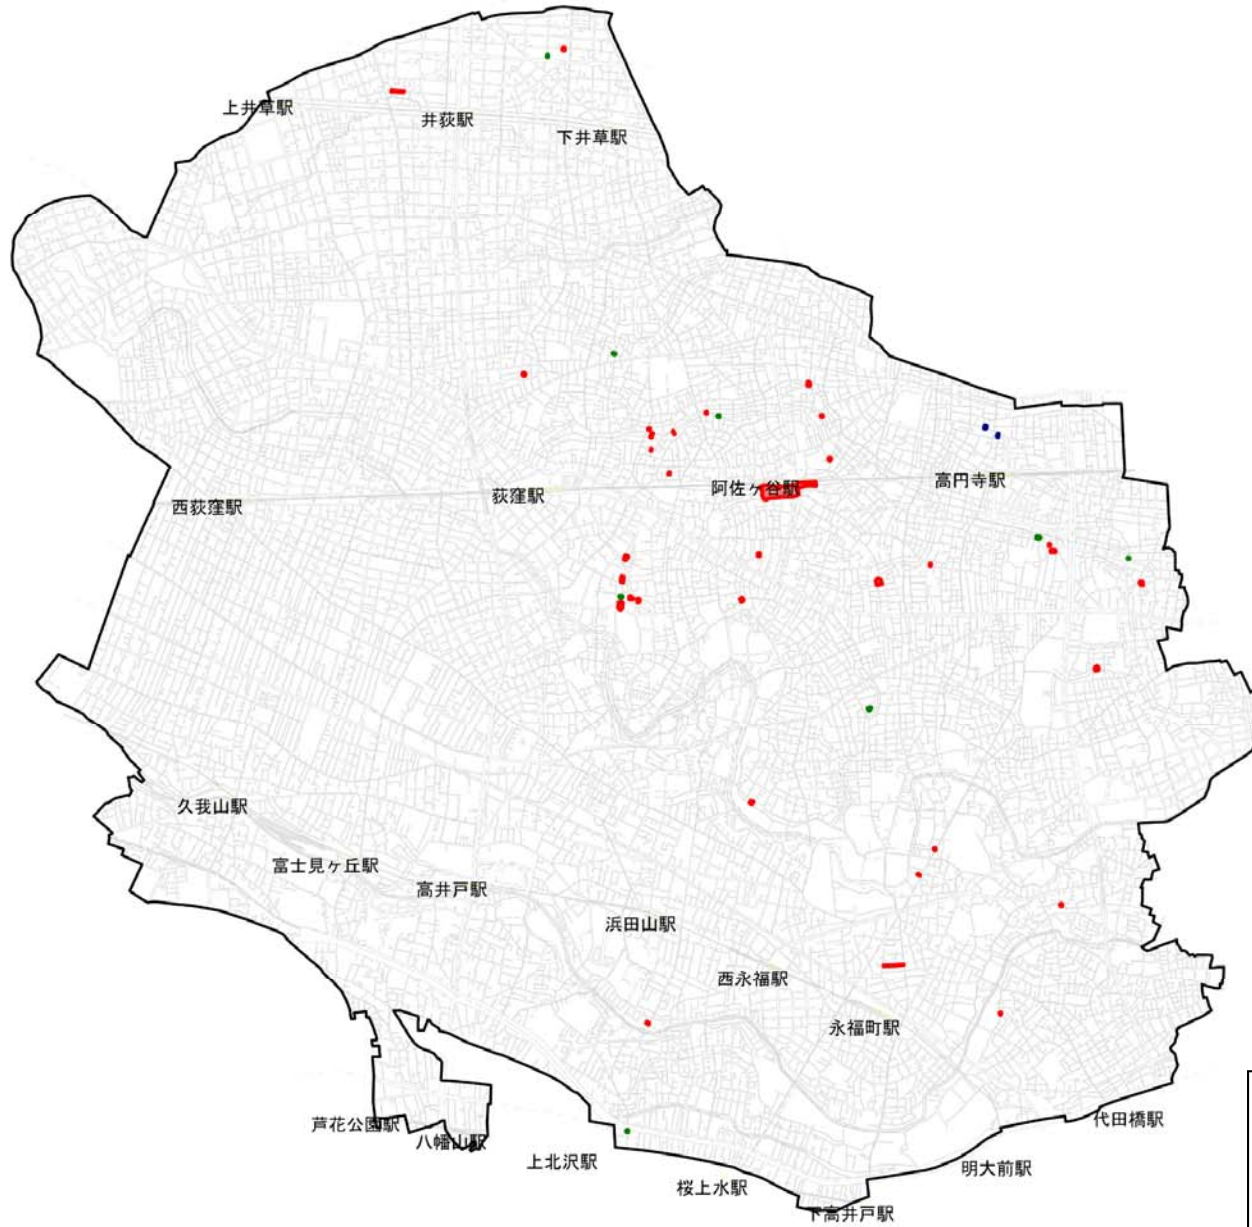 上井草駅
井荻駅
下井草駅
西荻窪駅
荻窪駅
阿佐ヶ谷駅
高円寺駅
久我山駅
富士見ヶ丘駅
高井戸駅
浜田山駅
西永福駅
永福町駅
芦花公園駅
八幡山駅
上北沢駅
桜上水駅
下高井戸駅
明大前駅
代田橋駅